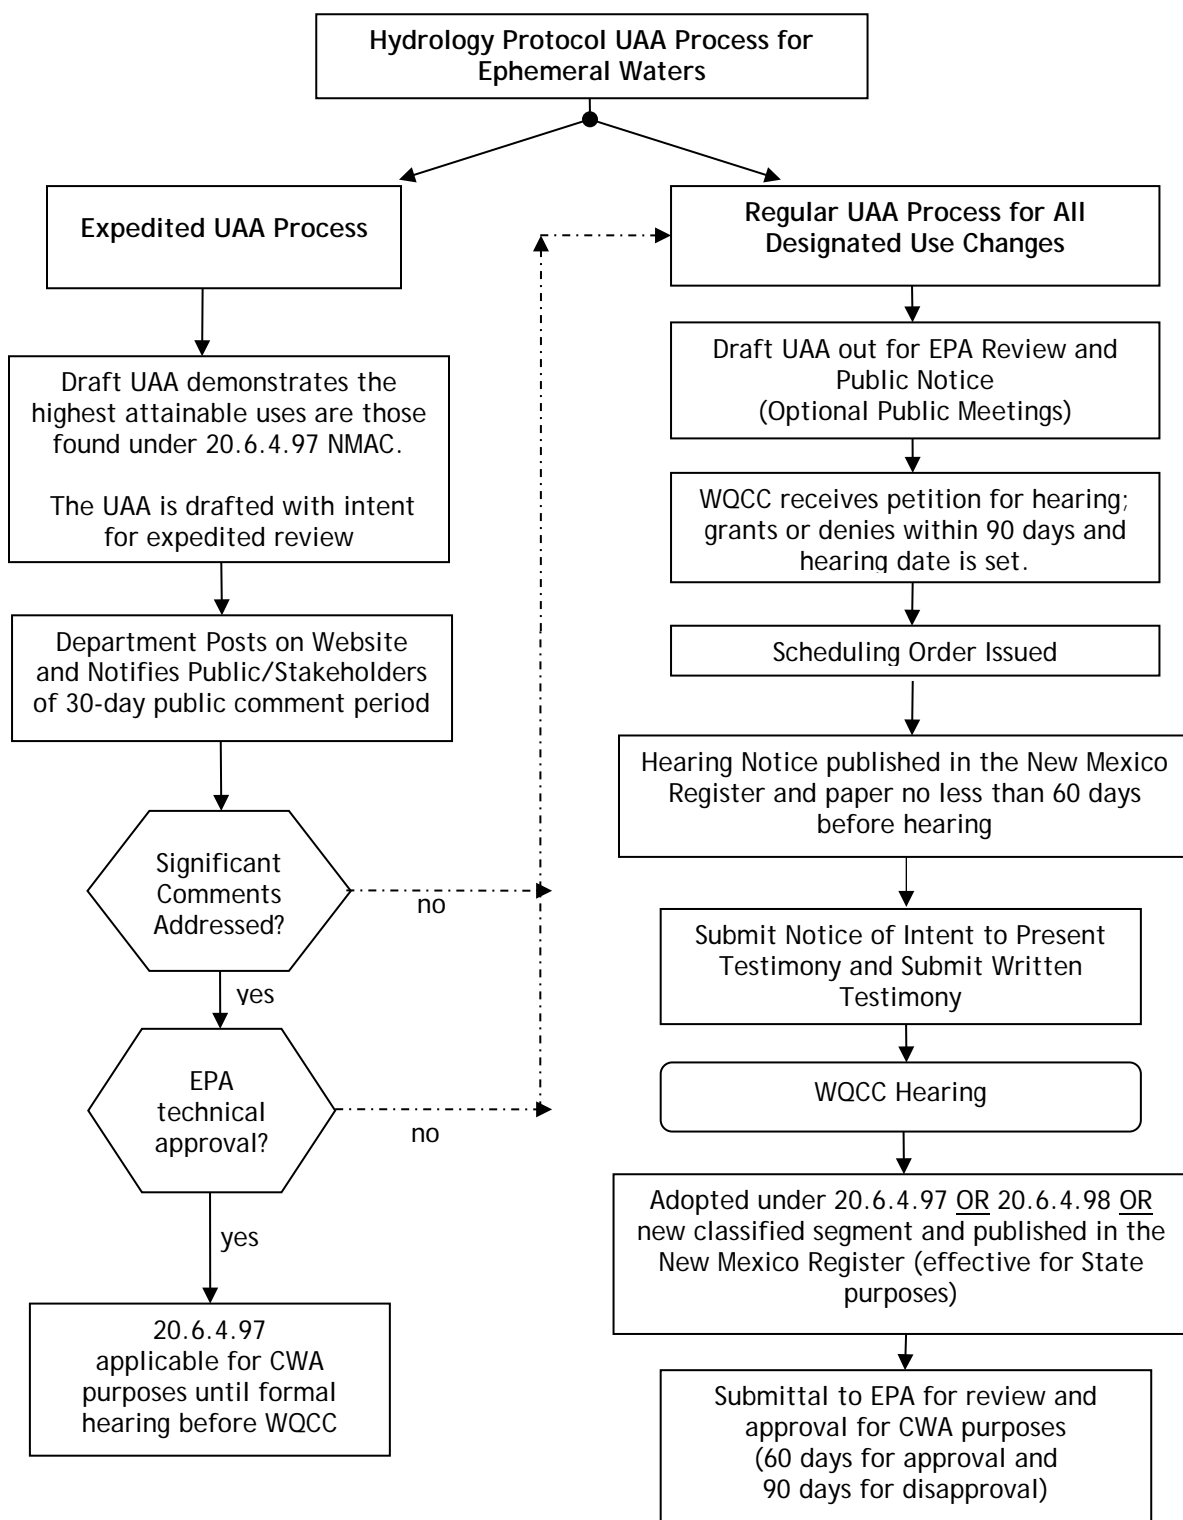 Hydrology Protocol UAA Process for
Ephemeral Waters
Expedited UAA Process
Draft UAA demonstrates the
highest attainable uses are those
found under 20.6.4.97 NMAC.
The UAA is drafted with intent
for expedited review
Department Posts on Website
and Notifies Public/Stakeholders
of 30-day public comment period
Significant
Comments
Addressed?
no
yes
EPA
technical
approval?
no
yes
20.6.4.97
applicable for CWA
purposes until formal
hearing before WQCC
Regular UAA Process for All
Designated Use Changes
Draft UAA out for EPA Review and
Public Notice
(Optional Public Meetings)
WQCC receives petition for hearing;
grants or denies within 90 days and
hearing date is set.
Scheduling Order Issued
Hearing Notice published in the New Mexico
Register and paper no less than 60 days
before hearing
Submit Notice of Intent to Present
Testimony and Submit Written
Testimony
WQCC Hearing
Adopted under 20.6.4.97 OR 20.6.4.98 OR
new classified segment and published in the
New Mexico Register (effective for State
purposes)
Submittal to EPA for review and
approval for CWA purposes
(60 days for approval and
90 days for disapproval)